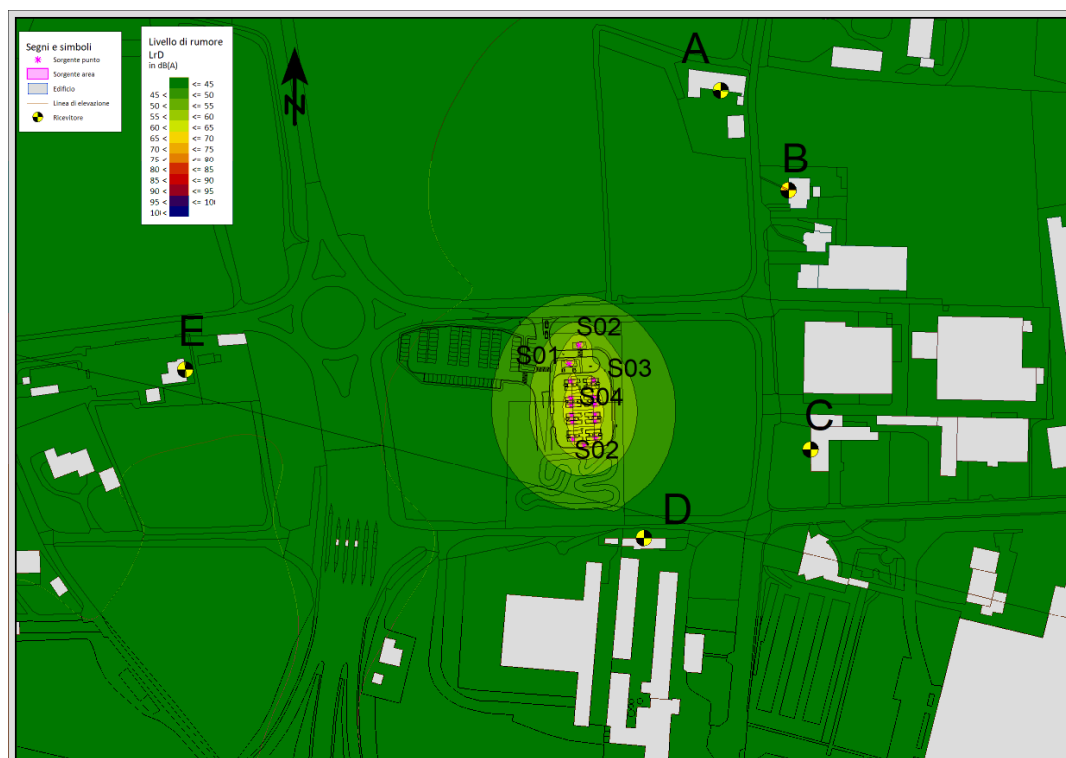 Segni e simboli
Sorgente punto
Sorgente area
Edificio
Linea di elevazione
Ricevitore
Livello di rumore
LrD
in dB(A)
<= 45
45 < <= 50
50 < <= 55
55 < <= 60
60 < <= 65
65 < <= 70
70 < <= 75
75 < <= 80
80 < <= 85
85 < <= 90
90 < <= 95
95 < <= 10
10 <
N
A
B
S02
S01
S03
E
S04
C
S02
D